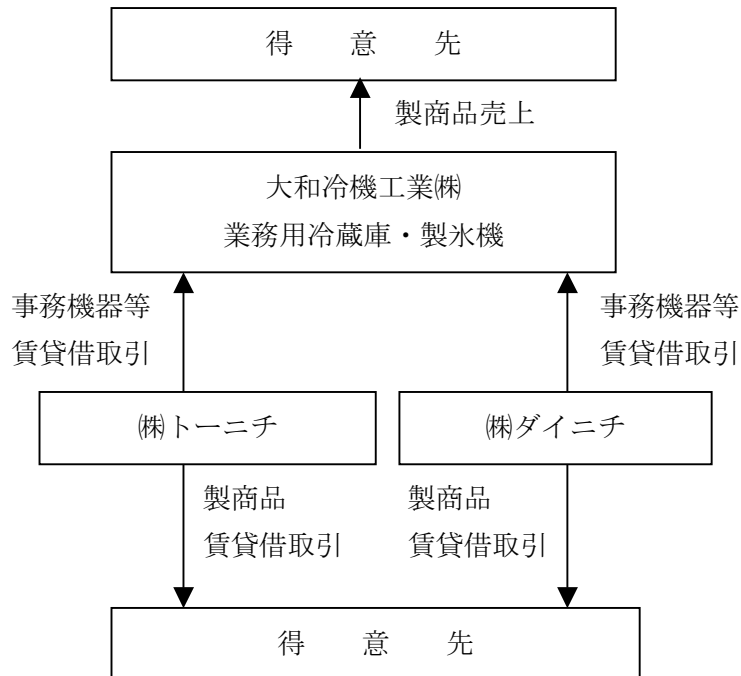 得　意　先
製商品売上
大和冷機工業㈱
業務用冷蔵庫・製氷機
事務機器等
賃貸借取引
事務機器等
賃貸借取引
㈱トーニチ
㈱ダイニチ
製商品
賃貸借取引
製商品
賃貸借取引
得　意　先